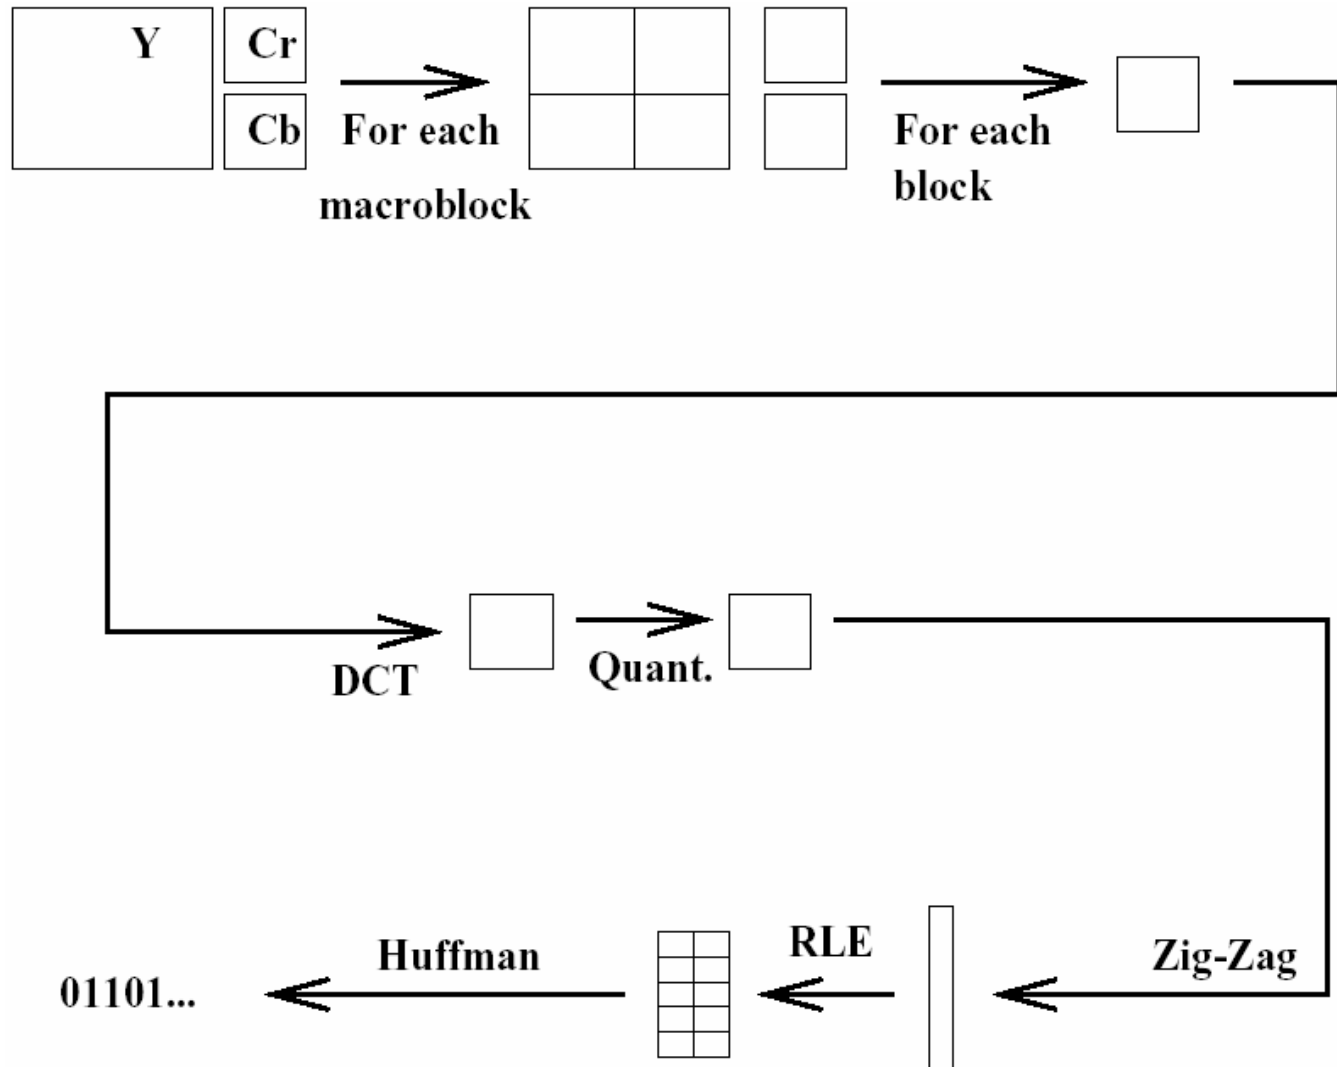 Y
Cr
Cb
For each
macroblock
For each
block
DCT
Quant.
Zig-Zag
RLE
Huffman
01101...